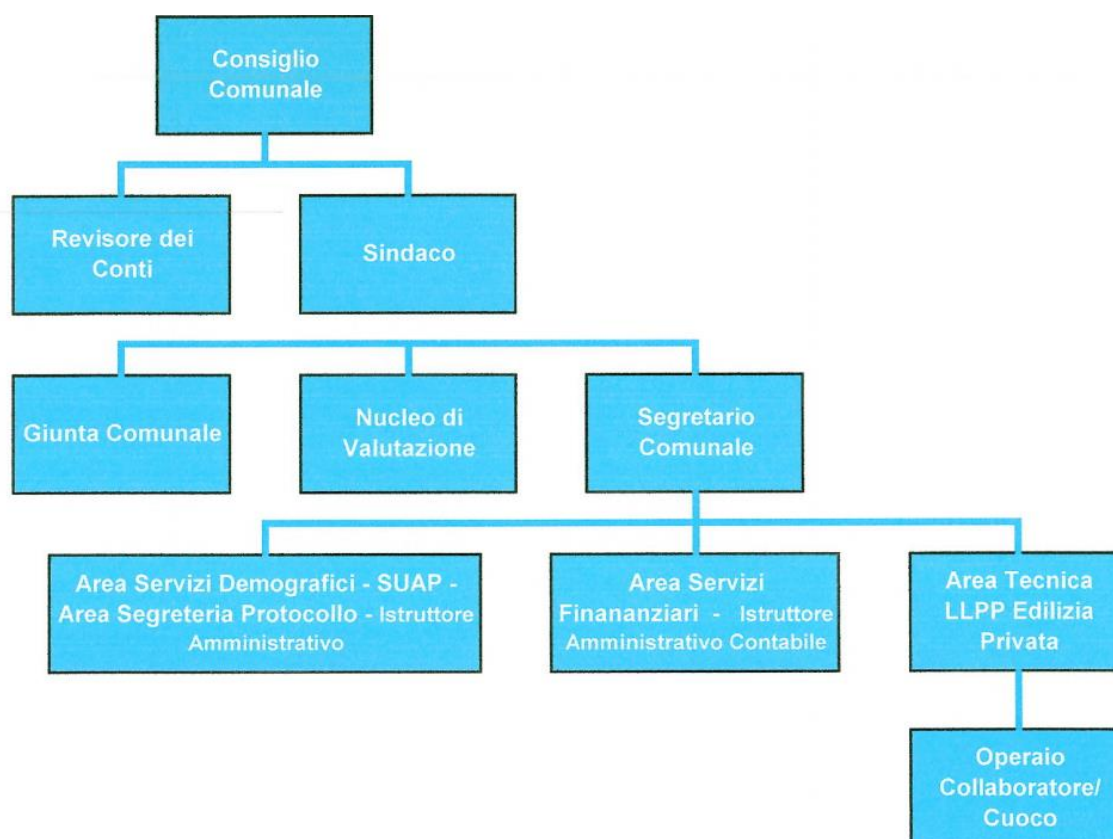 Consiglio
Comunale
Revisore dei
Conti
Sindaco
Giunta Comunale
Nucleo di
Valutazione
Segretario
Comunale
Area Servizi Demografici - SUAP -
Area Segreteria Protocollo - Istruttore
Amministrativo
Area Servizi
Finananziari - Istruttore
Amministrativo Contabile
Area Tecnica
LLPP Edilizia
Privata
Operaio
Collaboratore/
Cuoco